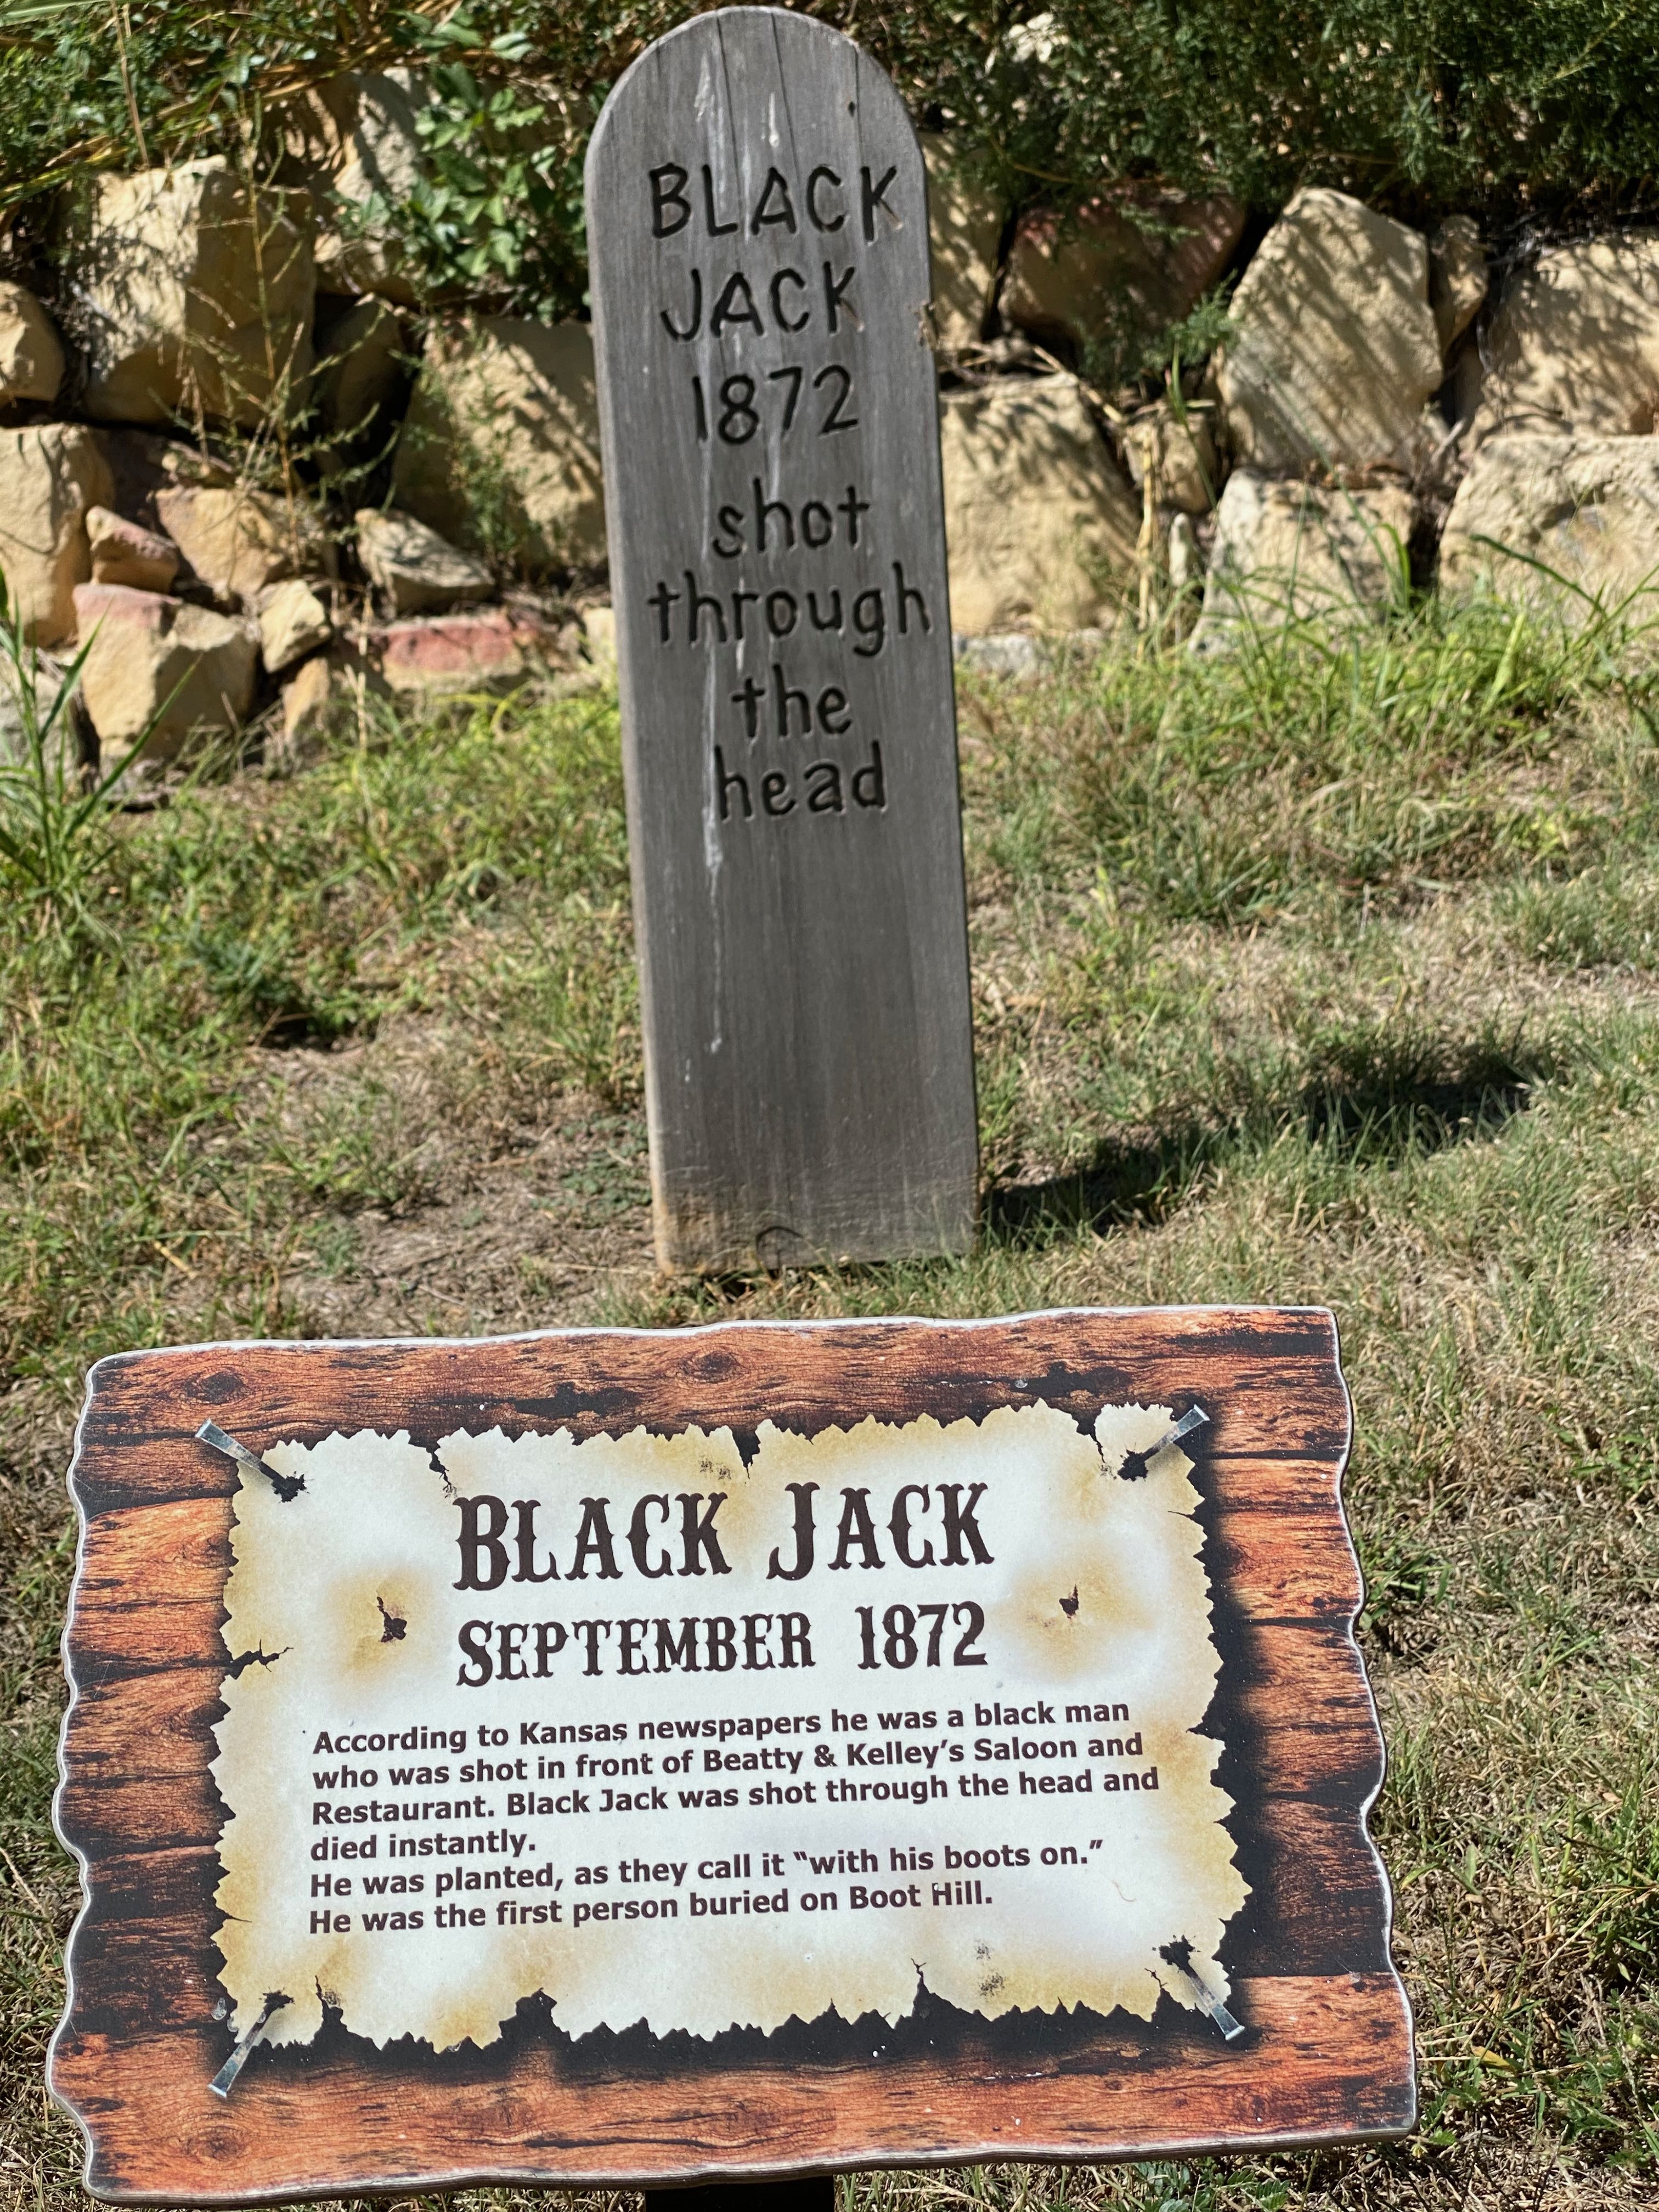 BLACK
JACK
1872
shot
through
the
head
BLACK JACK
SEPTEMBER 1872
According to Kansas newspapers he was a black man
who was shot in front of Beatty & Kelley's Saloon and
Restaurant. Black Jack was shot through the head and
died instantly.
He was planted, as they call it “with his boots on.”
He was the first person buried on Boot Hill.